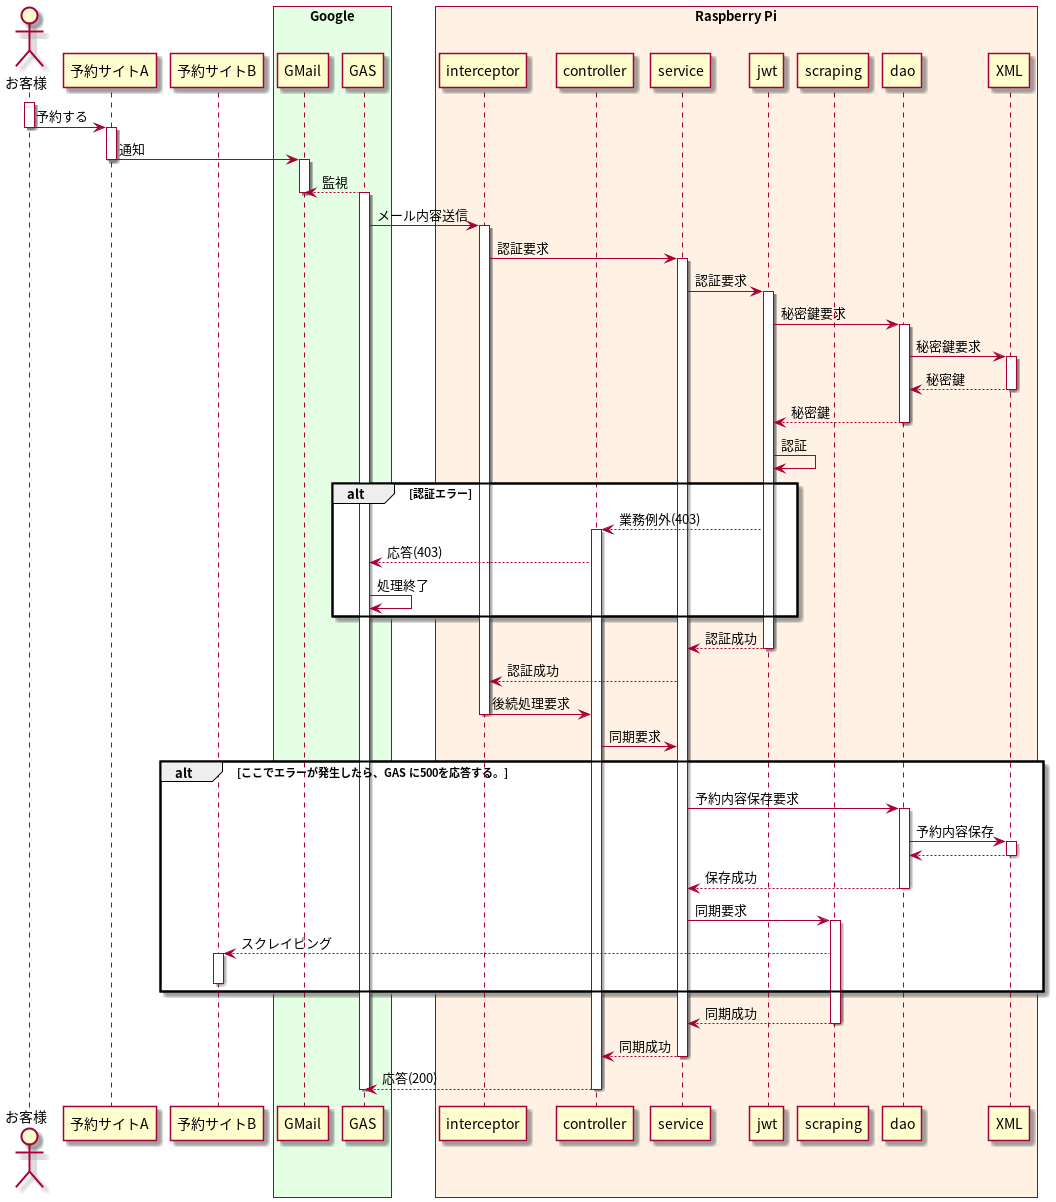 Google
Raspberry Pi
お客様
予約サイトA
予約サイトB
GMail
GAS
interceptor
controller
service
jwt
scraping
dao
XML
予約する
通知
監視
メール内容送信
認証要求
認証要求
秘密鍵要求
秘密鍵要求
秘密鍵
秘密鍵
認証
alt
[認証エラー]
業務例外(403)
応答(403)
処理終了
認証成功
認証成功
後続処理要求
同期要求
alt
[ここでエラーが発生したら、GAS に500を応答する。]
予約内容保存要求
予約内容保存
保存成功
同期要求
スクレイピング
同期成功
同期成功
応答(200)
お客様
予約サイトA
予約サイトB
GMail
GAS
interceptor
controller
service
jwt
scraping
dao
XML